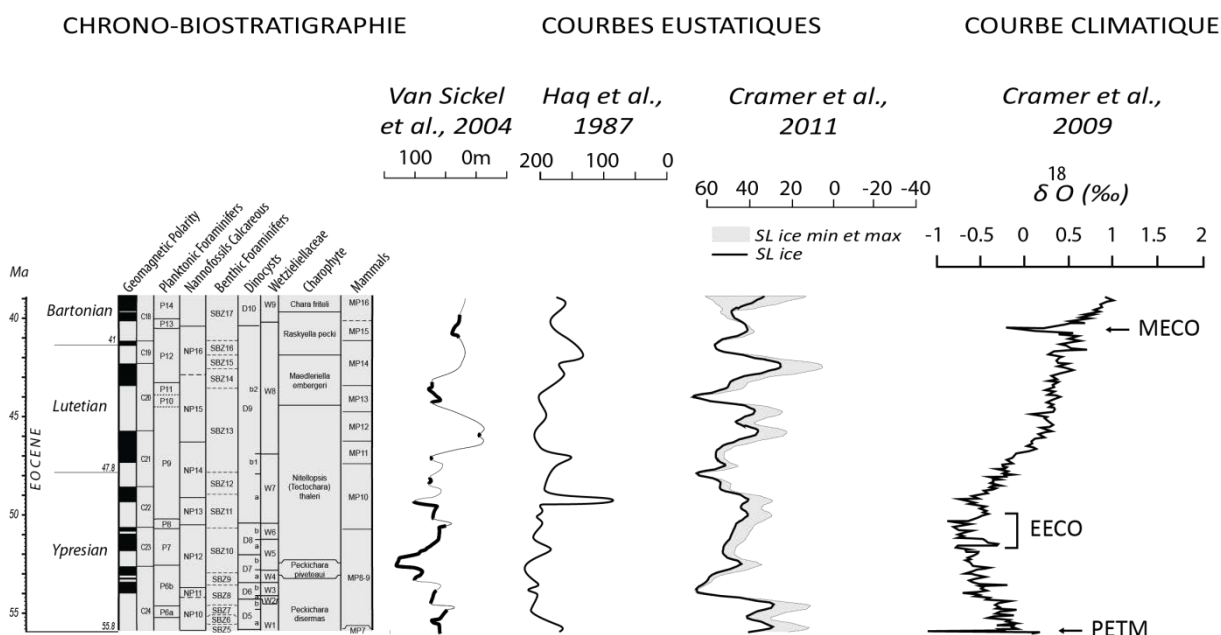 CHRONO-BIOSTRATIGRAPHIE
COURBES EUSTATIQUES
COURBE CLIMATIQUE
Van Sickel
et al., 2004
Haq et al.,
1987
Cramer et al.,
2011
Cramer et al.,
2009
100 0m
200 100 0
60 40 20 0 -20 -40
18
δ O (‰)
SL ice min et max
SL ice
-1 -0.5 0 0.5 1 2
Ma
Geomagnetic Polarity
Planktonic Foraminifers
Nannofossils Calcareous
Benthic Foraminifers
Dinocysts
Wetzieliellaceae
Charophyte
Mammals
EOCENE
40
45
50
55
Bartonian
41
Lutetian
47.8
Ypresian
55.8
C18
C19
C20
C21
C22
C23
C24
P14
P13
P12
P11
P10
P9
P8
P7
P6b
P6a
NP16
NP15
NP14
NP13
NP12
NP11
NP10
SBZ17
SBZ16
SBZ15
SBZ14
SBZ13
SBZ12
SBZ11
SBZ10
SBZ9
SBZ8
SBZ7
SBZ6
SBZ5
D10
b2
D9
b1
a
b
D8
a
b
D7
a
D6
b
b
D5
a
W9
W8
W7
W6
W5
W4
W3
W2
W1
Chara friteli
Raskyella pecki
Maedleriella
embergeri
Nitellopsis
(Tectochara)
thaleri
Peckichara
piveteaui
Peckichara
disermas
MP16
MP15
MP14
MP13
MP12
MP11
MP10
MP8-9
MP7
MECO
EECO
PETM